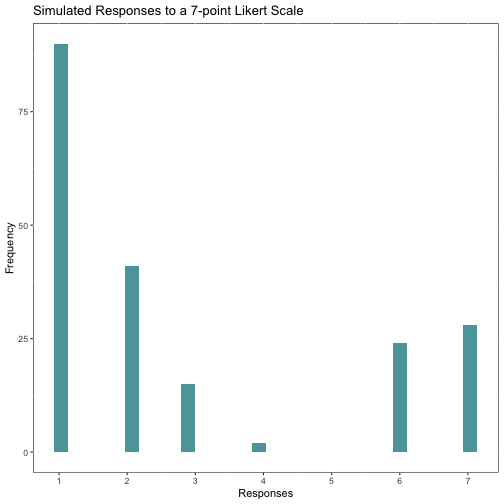 Simulated Responses to a 7-point Likert Scale
75
50
25
0
Frequency
1 2 3 4 5 6 7
Responses